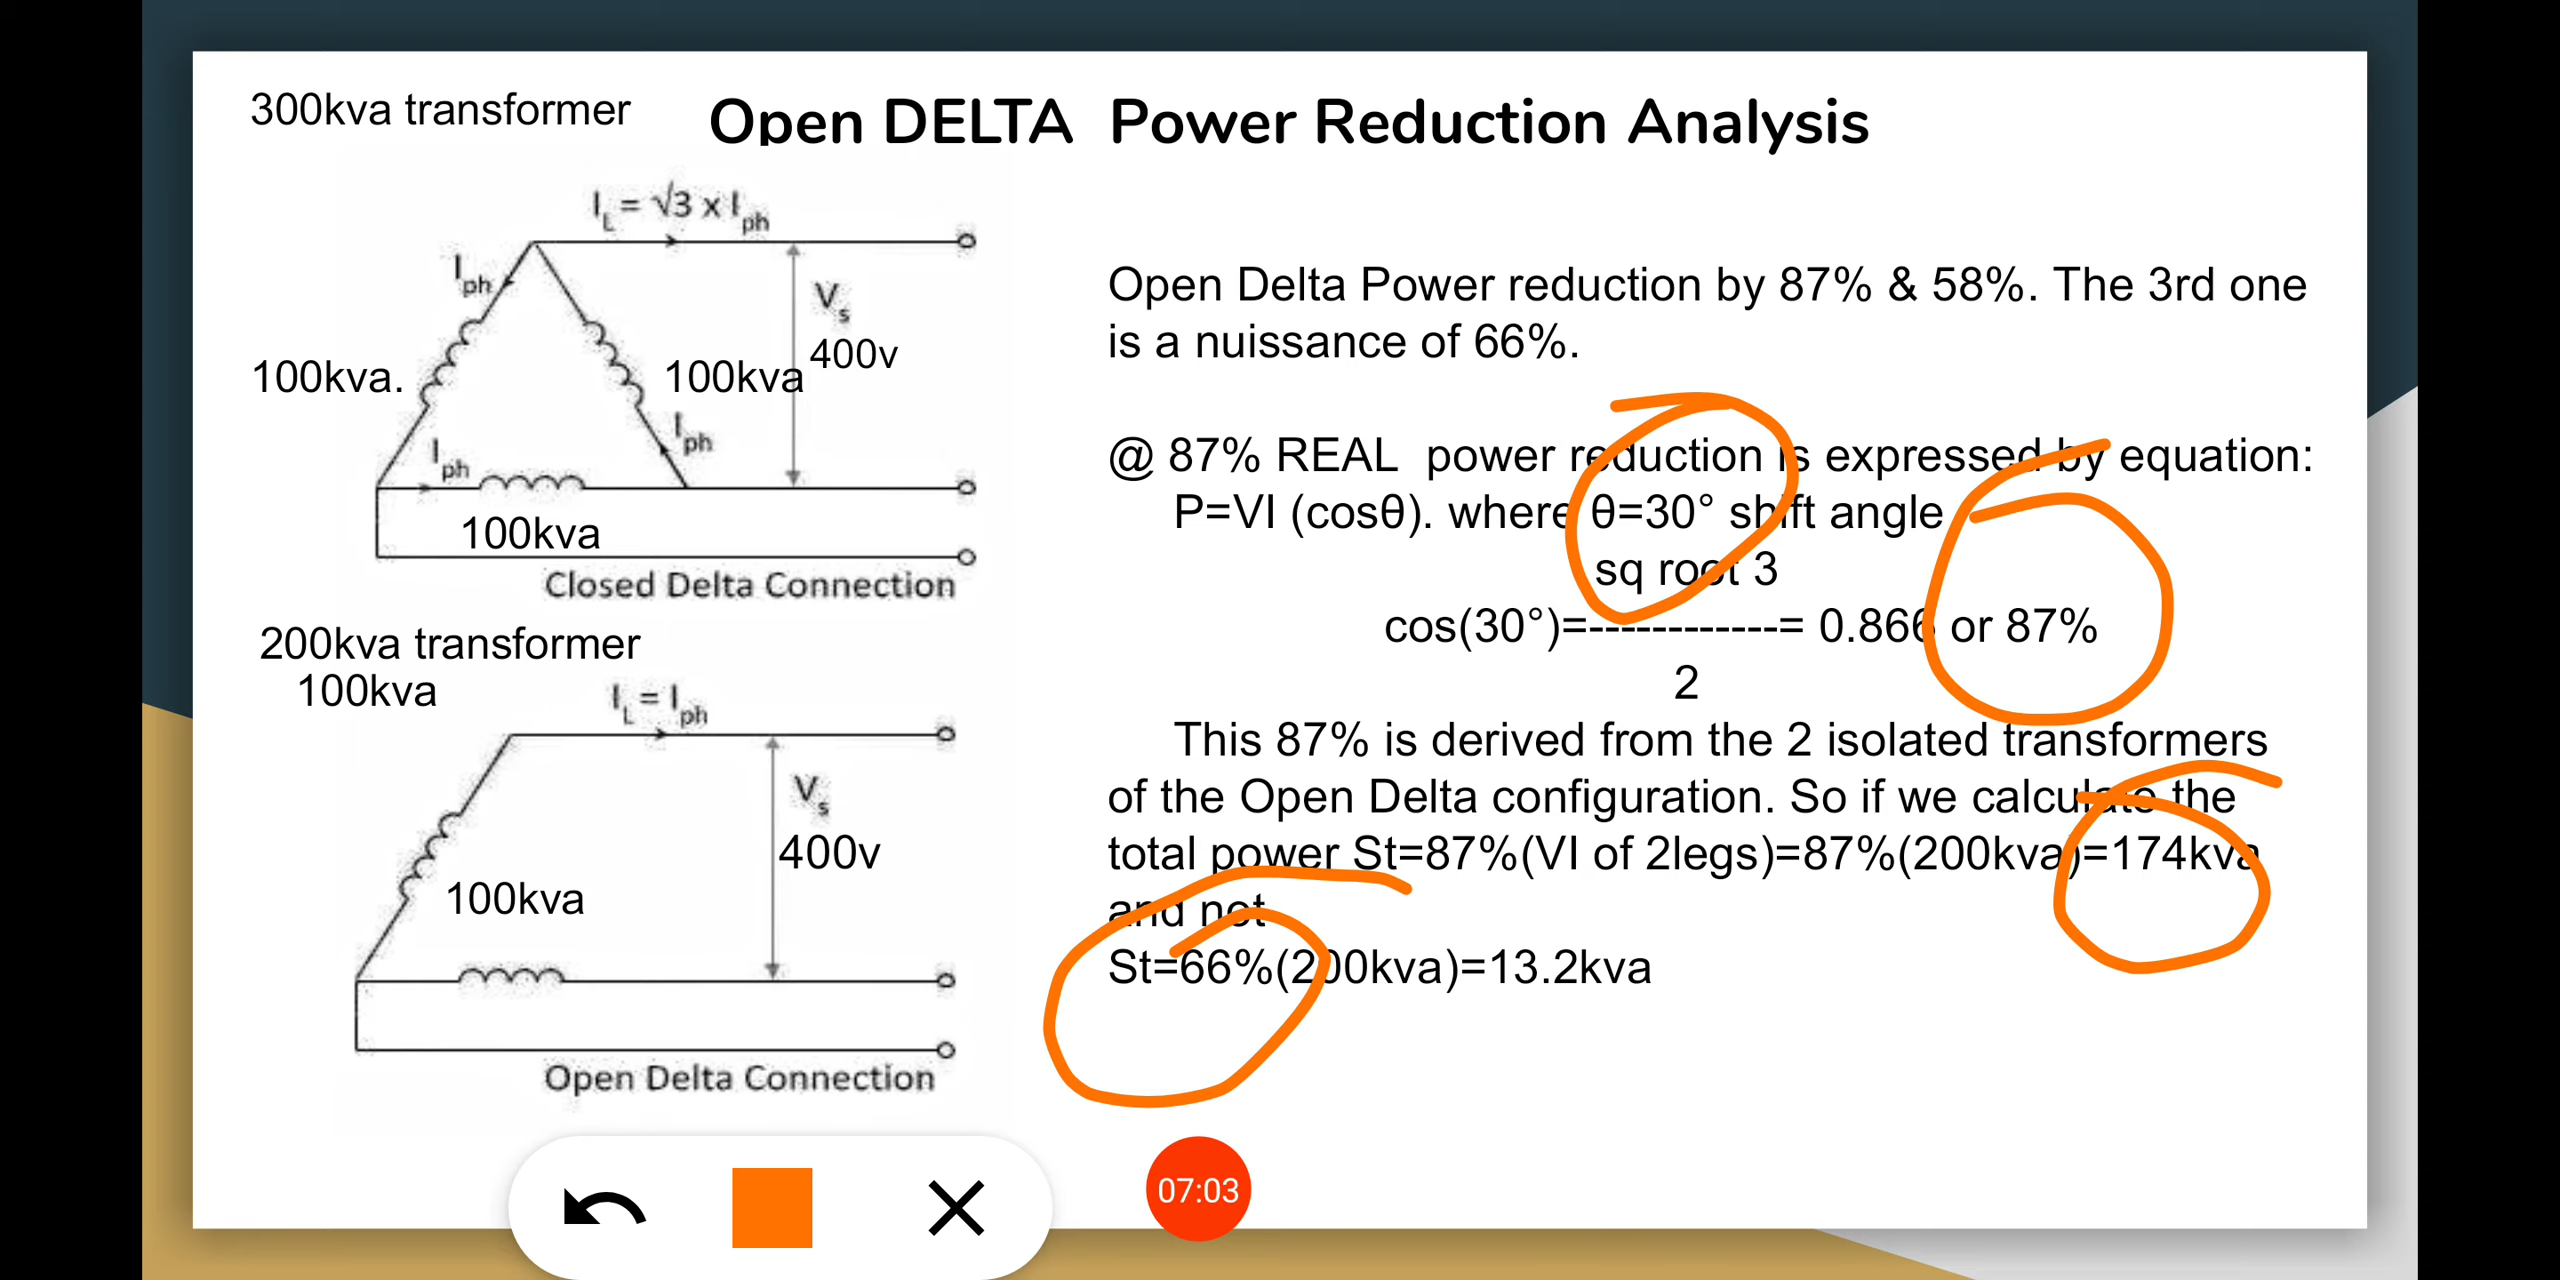 300kva transformer
Open DELTA Power Reduction Analysis
I_L = √3 x I_ph
I_ph
V_s
400v
100kva.
100kva
I_ph
I_ph
100kva
Closed Delta Connection
200kva transformer
100kva
I_L = I_ph
V_s
400v
100kva
Open Delta Connection
Open Delta Power reduction by 87% & 58%. The 3rd one
is a nuissance of 66%.
@ 87% REAL power reduction is expressed by equation:
P=VI (cosθ). where θ=30° shift angle
sq root 3
cos(30°)=------------= 0.866 or 87%
2
This 87% is derived from the 2 isolated transformers
of the Open Delta configuration. So if we calculate the
total power St=87%(VI of 2legs)=87%(200kva)=174kva
and not
St=66%(200kva)=13.2kva
07:03